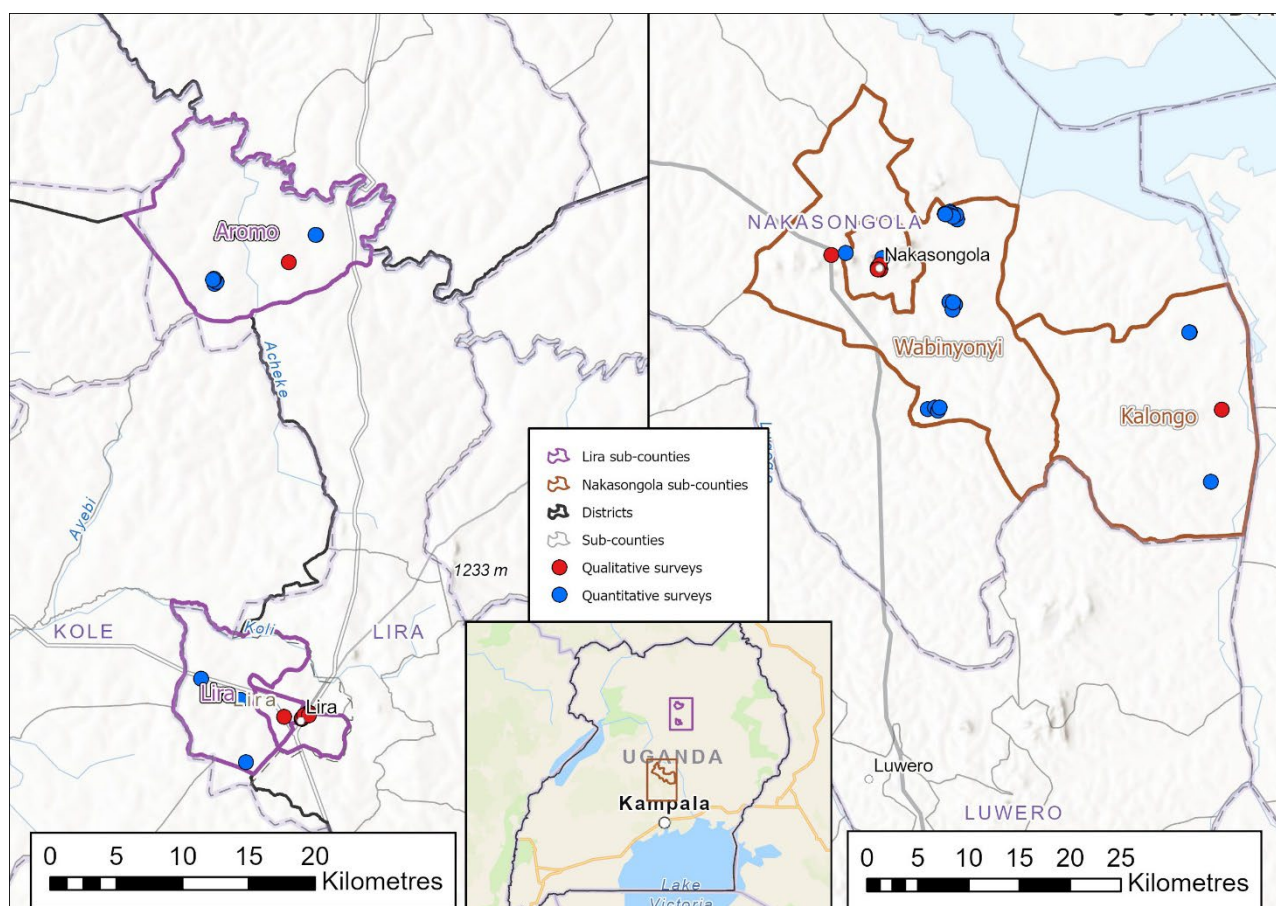 Aromo
Acheke
Ayebi
1233 m
KOLE
Koli
LIRA
Lira
Lira
Lira
0 5 10 15 20
Kilometres
NAKASONGOLA
Nakasongola
Wabinyonyi
Kalongo
Luwero
LUWERO
0 5 10 15 20 25
Kilometres
Lira sub-counties
Nakasongola sub-counties
Districts
Sub-counties
Qualitative surveys
Quantitative surveys
UGANDA
Kampala
Lake
Victoria